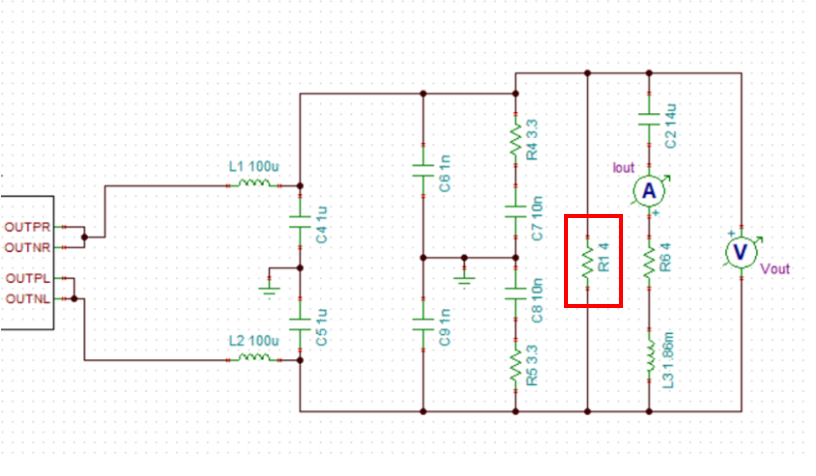 OUTPR
OUTNR
OUTPL
OUTNL
L1 100u
L2 100u
C4 1u
C5 1u
C6 1n
C9 1n
R4 3.3
C7 10n
C8 10n
R5 3.3
R1 4
C2 14u
Iout
A
+
R6 4
L3 1.86m
+
V
Vout